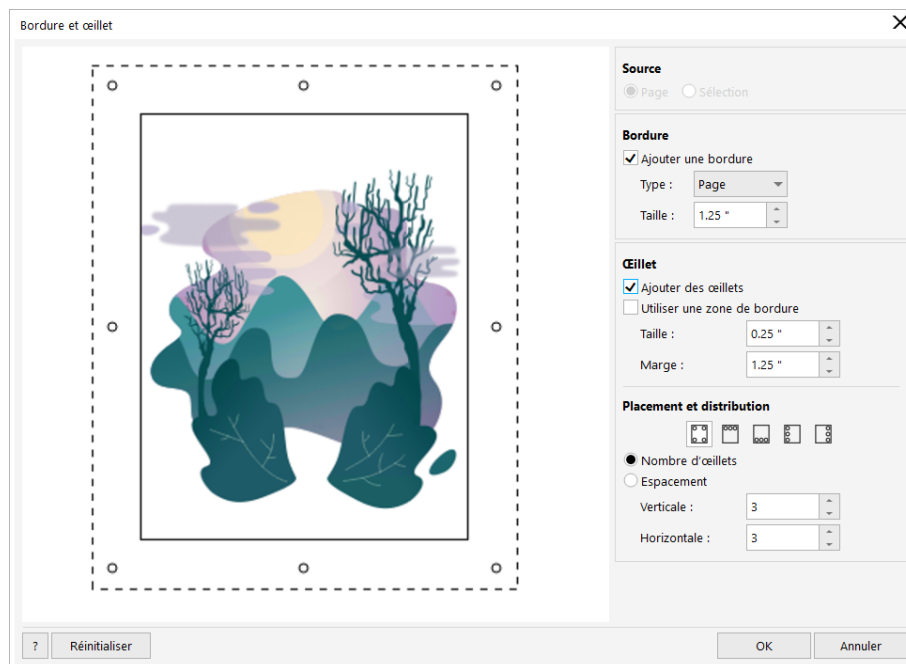 Bordure et œillet
Source
Page Sélection
Bordure
Ajouter une bordure
Type : Page
Taille : 1.25 "
Œillet
Ajouter des œillets
Utiliser une zone de bordure
Taille : 0.25 "
Marge : 1.25 "
Placement et distribution
Nombre d'œillets
Espacement
Verticale : 3
Horizontale : 3
? Réinitialiser OK Annuler